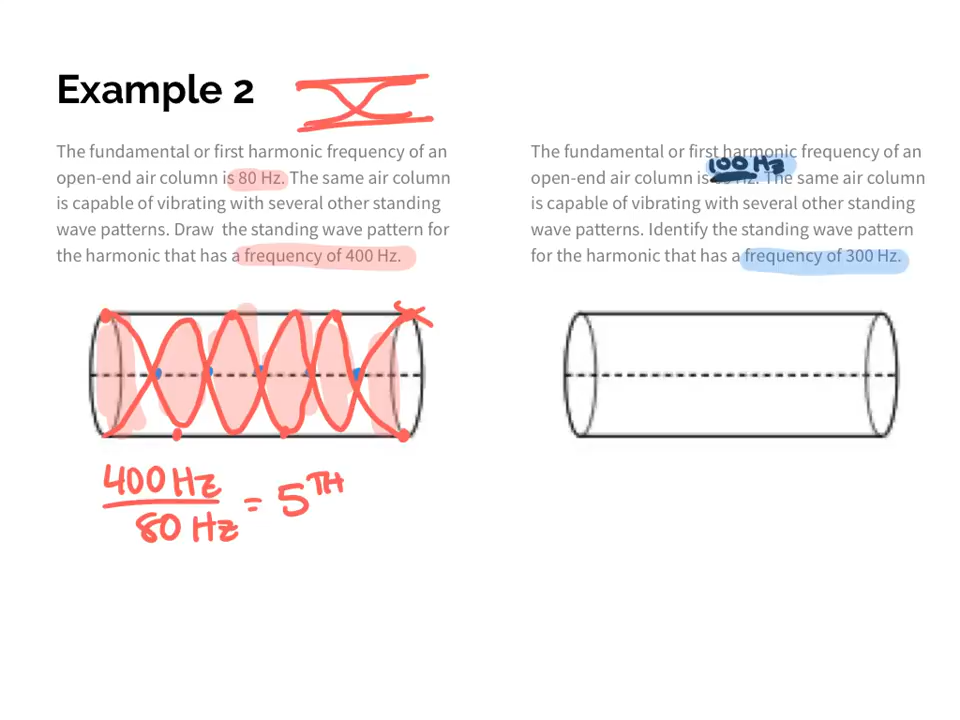 Example 2
The fundamental or first harmonic frequency of an
open-end air column is 80 Hz. The same air column
is capable of vibrating with several other standing
wave patterns. Draw the standing wave pattern for
the harmonic that has a frequency of 400 Hz.
400 Hz
80 Hz
= 5TH
The fundamental or first harmonic frequency of an
100 Hz
open-end air column is Hz. The same air column
is capable of vibrating with several other standing
wave patterns. Identify the standing wave pattern
for the harmonic that has a frequency of 300 Hz.